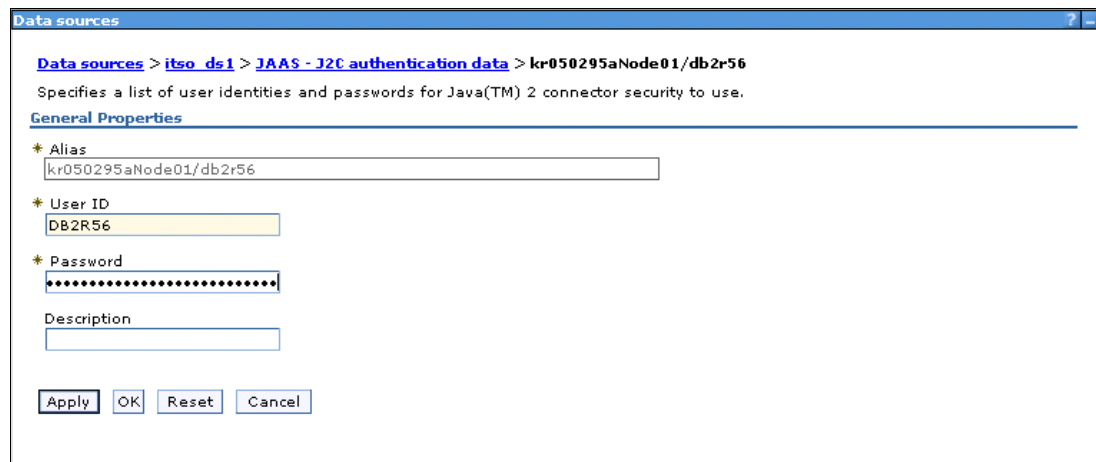 Data sources ? -
Data sources > itso_ds1 > JAAS - J2C authentication data > kr050295aNode01/db2r56
Specifies a list of user identities and passwords for Java(TM) 2 connector security to use.
General Properties
* Alias
kr050295aNode01/db2r56
* User ID
DB2R56
* Password
•••••••••••••••••••••••••••
Description
Apply OK Reset Cancel